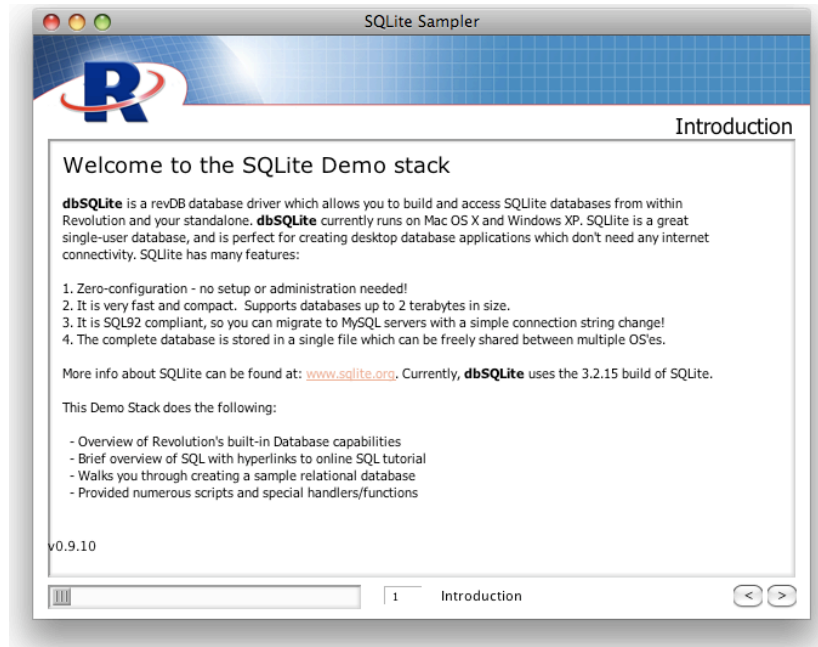 SQLite Sampler
R
Introduction
Welcome to the SQLite Demo stack
dbSQLite is a revDB database driver which allows you to build and access SQLlite databases from within
Revolution and your standalone. dbSQLite currently runs on Mac OS X and Windows XP. SQLlite is a great
single-user database, and is perfect for creating desktop database applications which don't need any internet
connectivity. SQLlite has many features:
1. Zero-configuration - no setup or administration needed!
2. It is very fast and compact.  Supports databases up to 2 terabytes in size.
3. It is SQL92 compliant, so you can migrate to MySQL servers with a simple connection string change!
4. The complete database is stored in a single file which can be freely shared between multiple OS'es.
More info about SQLlite can be found at: www.sqlite.org. Currently, dbSQLite uses the 3.2.15 build of SQLite.
This Demo Stack does the following:
- Overview of Revolution's built-in Database capabilities
- Brief overview of SQL with hyperlinks to online SQL tutorial
- Walks you through creating a sample relational database
- Provided numerous scripts and special handlers/functions
v0.9.10
1 Introduction < >